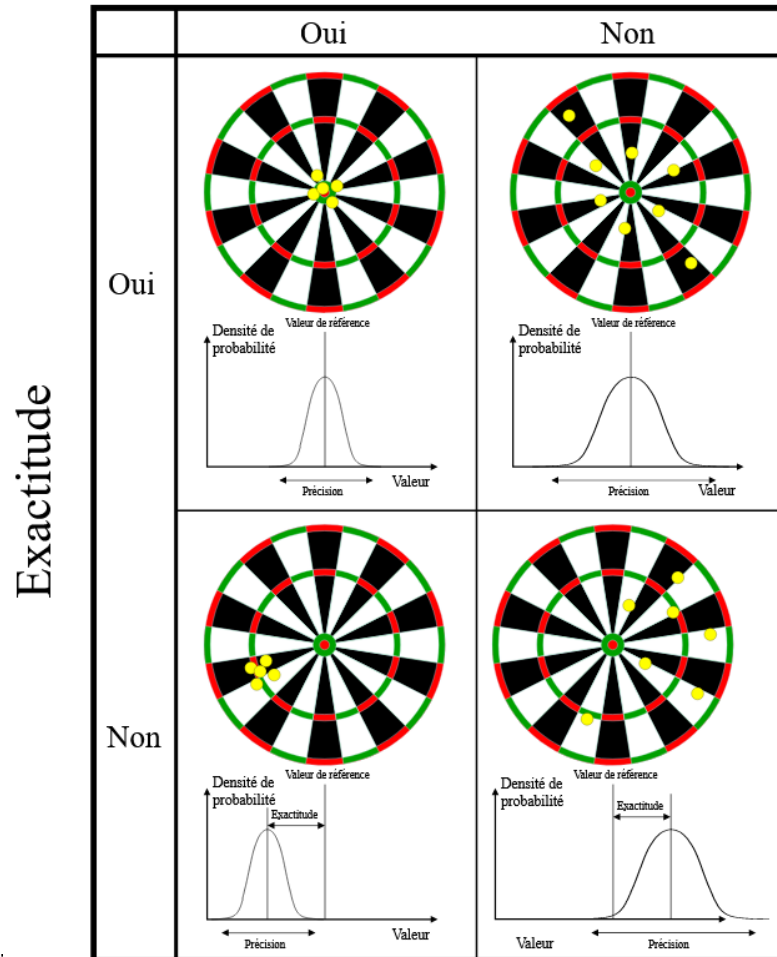 Oui
Non
Exactitude
Oui
Valeur de référence
Densité de
probabilité
Précision
Valeur
Valeur de référence
Densité de
probabilité
Précision
Valeur
Non
Valeur de référence
Densité de
probabilité
Exactitude
Précision
Valeur
Valeur de référence
Densité de
probabilité
Exactitude
Valeur
Précision